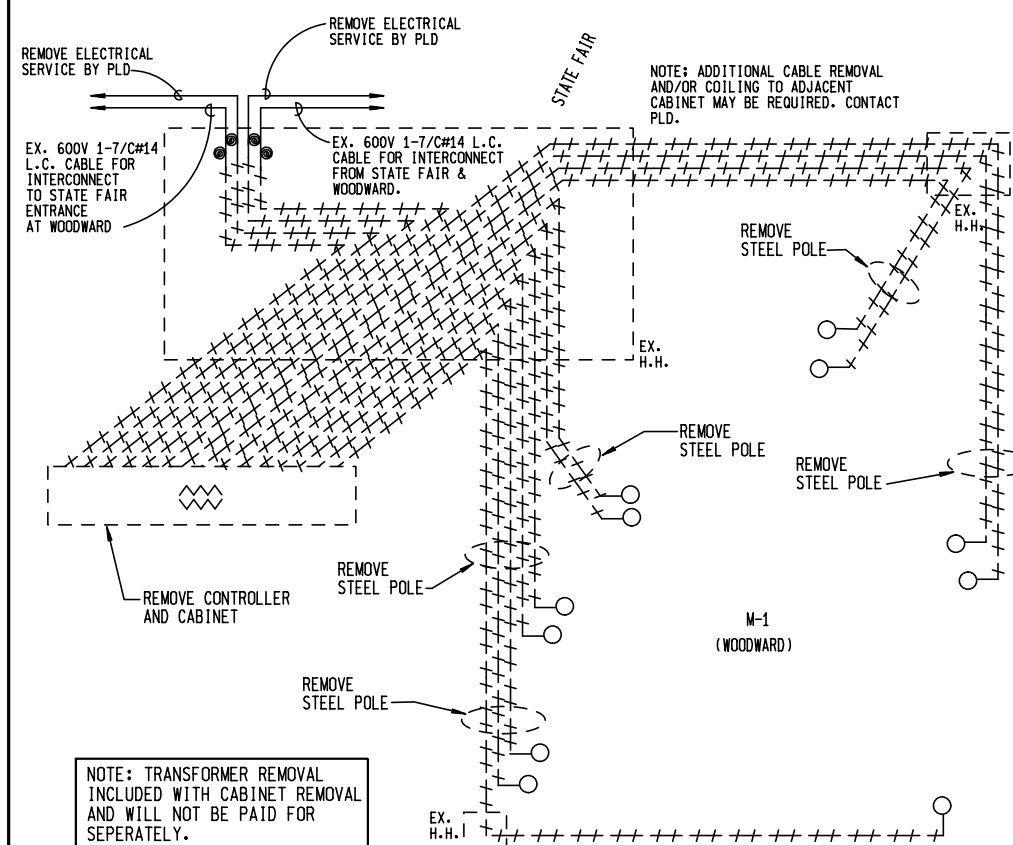 REMOVE ELECTRICAL
SERVICE BY PLD
REMOVE ELECTRICAL
SERVICE BY PLD
STATE FAIR
NOTE: ADDITIONAL CABLE REMOVAL
AND/OR COILING TO ADJACENT
CABINET MAY BE REQUIRED. CONTACT
PLD.
EX. 600V 1-7/C#14
L.C. CABLE FOR
INTERCONNECT
TO STATE FAIR
ENTRANCE
AT WOODWARD
EX. 600V 1-7/C#14 L.C.
CABLE FOR INTERCONNECT
FROM STATE FAIR &
WOODWARD.
EX.
H.H.
REMOVE
STEEL POLE
EX.
H.H.
REMOVE
STEEL POLE
REMOVE
STEEL POLE
REMOVE
STEEL POLE
REMOVE CONTROLLER
AND CABINET
M-1
(WOODWARD)
REMOVE
STEEL POLE
NOTE: TRANSFORMER REMOVAL
INCLUDED WITH CABINET REMOVAL
AND WILL NOT BE PAID FOR
SEPERATELY.
EX.
H.H.